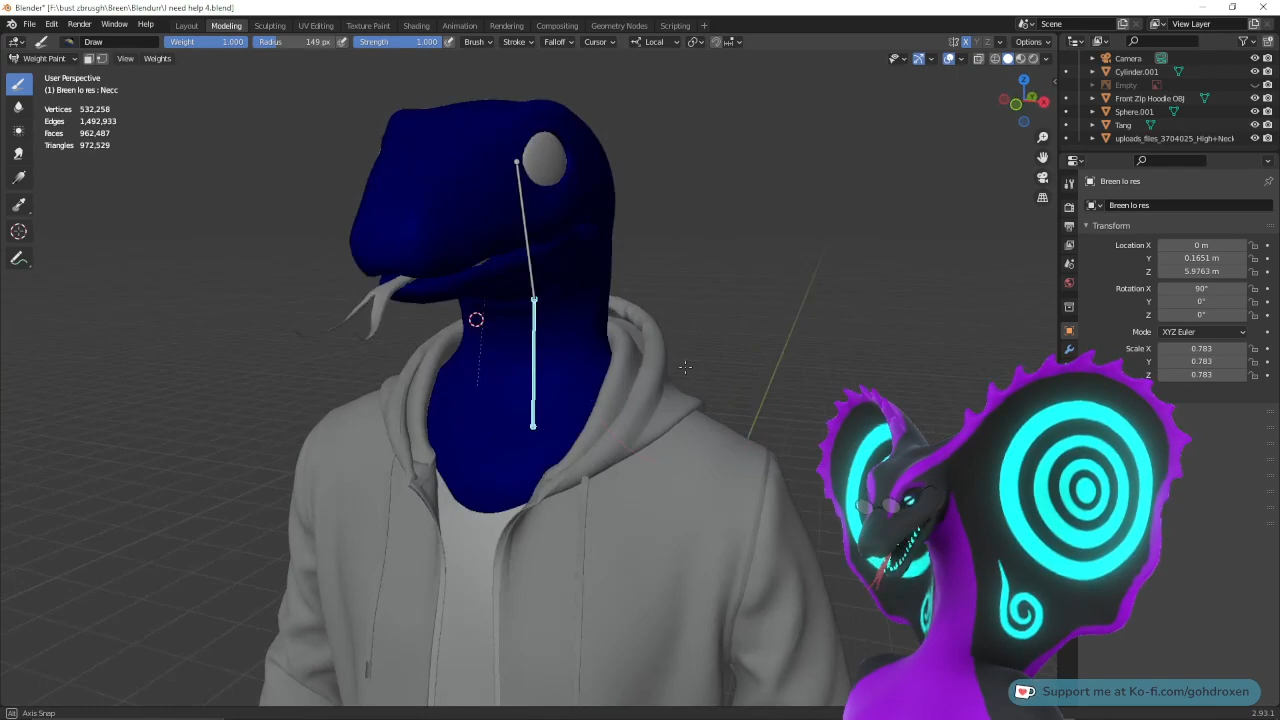 Blender* [F:\bust zbrusgh\Breen\Blendurr\I need help 4.blend]
File Edit Render Window Help Layout Modeling Sculpting UV Editing Texture Paint Shading Animation Rendering Compositing Geometry Nodes Scripting + Scene View Layer
Draw Weight 1.000 Radius 149 px Strength 1.000 Brush Stroke Falloff Cursor Local X Y Z Options
Weight Paint View Weights
User Perspective
(1) Breen lo res : Necc
Vertices 532,258
Edges 1,492,933
Faces 962,487
Triangles 972,529
Camera
Cylinder.001
Empty
Front Zip Hoodie OBJ
Sphere.001
Tang
uploads_files_3704025_High+Neck
Breen lo res
Breen lo res
Transform
Location X 0 m
Y 0.1651 m
Z 5.9763 m
Rotation X 90°
Y 0°
Z 0°
Mode XYZ Euler
Scale X 0.783
Y 0.783
Z 0.783
Support me at Ko-fi.com/gohdroxen
Alt Axis Snap 2.93.1